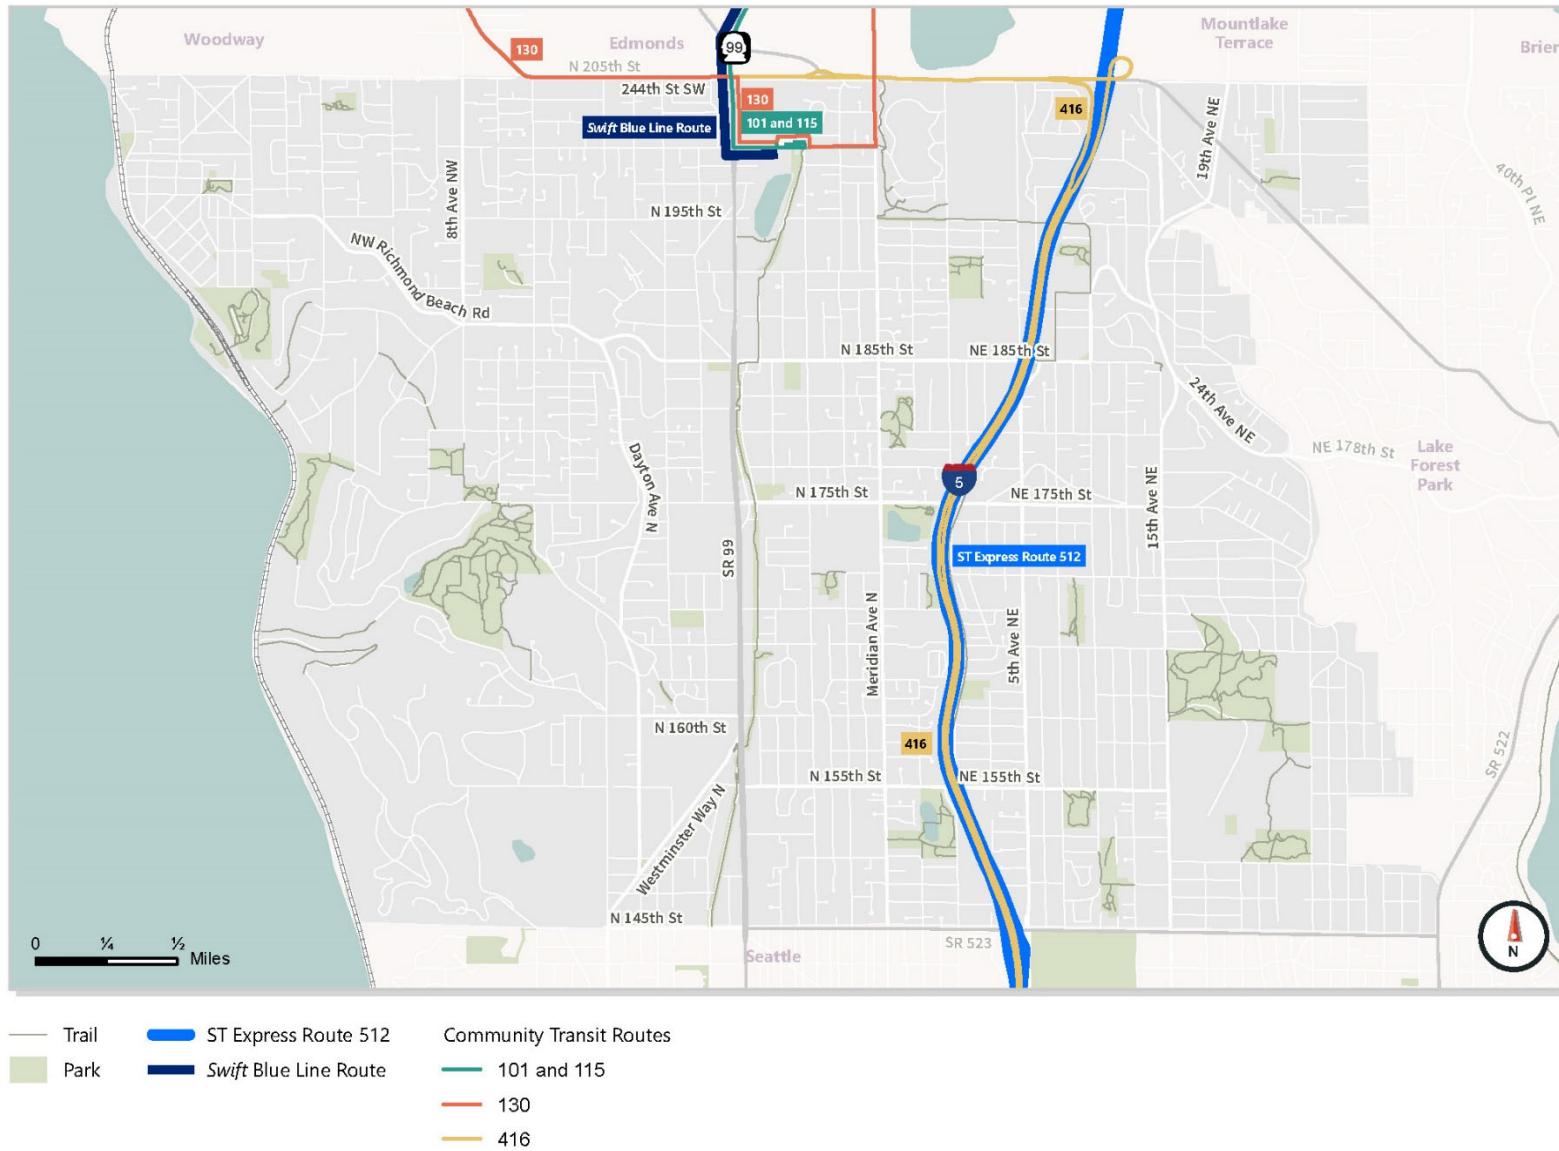 Woodway
Edmonds
Mountlake
Terrace
Brier
130
99
N 205th St
244th St SW
130
416
Swift Blue Line Route
101 and 115
19th Ave NE
8th Ave NW
40th Pl NE
N 195th St
NW Richmond Beach Rd
N 185th St
NE 185th St
24th Ave NE
NE 178th St
Lake
Forest
Park
Dayton Ave N
5
N 175th St
NE 175th St
15th Ave NE
SR 99
ST Express Route 512
Meridian Ave N
5th Ave NE
N 160th St
416
SR 522
N 155th St
NE 155th St
Westminster Way N
N 145th St
SR 523
Seattle
0 ¼ ½
Miles
N
Trail
ST Express Route 512
Community Transit Routes
Park
Swift Blue Line Route
101 and 115
130
416